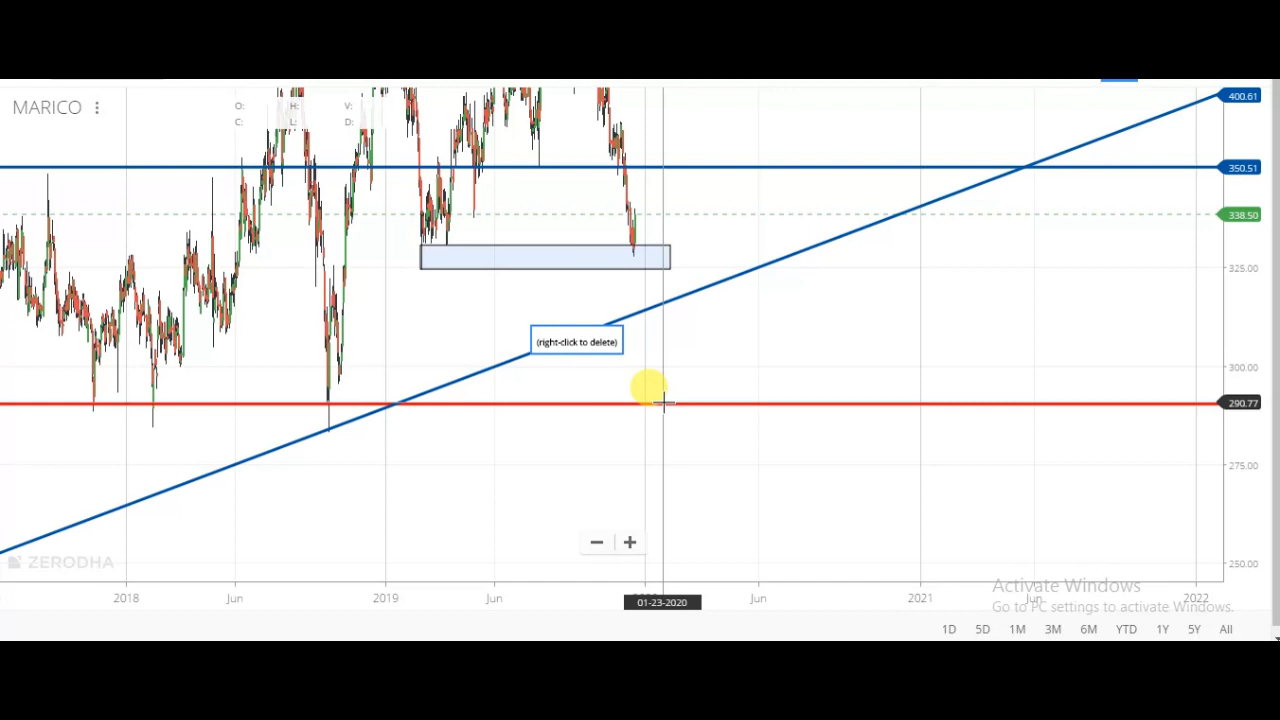 MARICO
O: H: V:
C: L: D:
400.61
350.51
338.50
325.00
(right-click to delete)
300.00
290.77
275.00
ZERODHA
250.00
2018 Jun 2019 Jun Jun 2021 Jun 2022
01-23-2020
Activate Windows
Go to PC settings to activate Windows.
1D 5D 1M 3M 6M YTD 1Y 5Y All